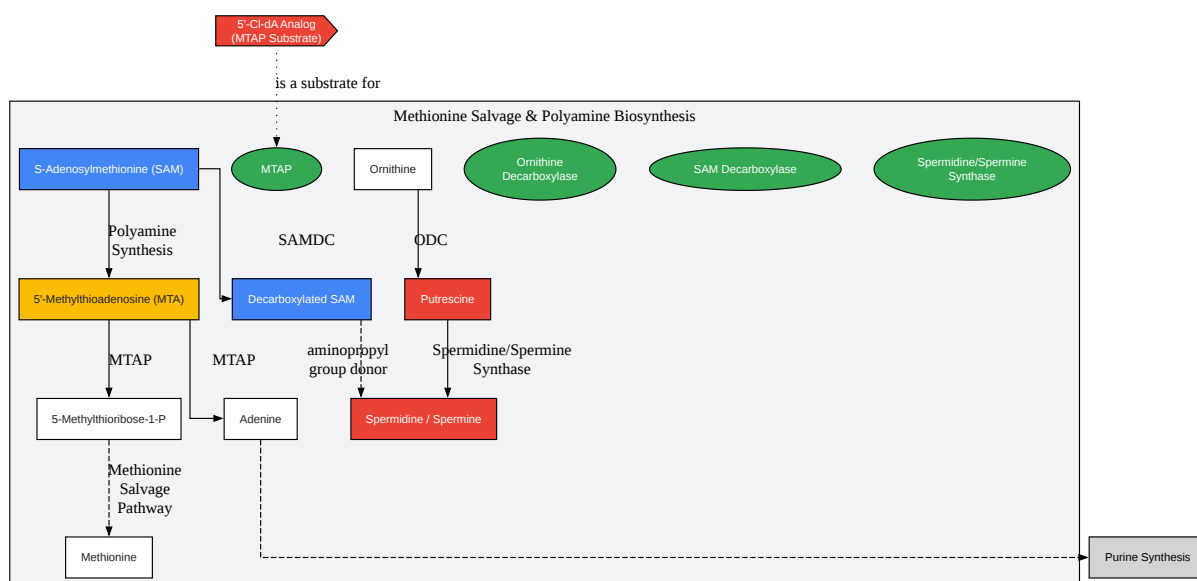 5'-Cl-dA Analog
(MTAP Substrate)
is a substrate for
Methionine Salvage & Polyamine Biosynthesis
S-Adenosylmethionine (SAM)
MTAP
Ornithine
Ornithine
Decarboxylase
SAM Decarboxylase
Spermidine/Spermine
Synthase
Polyamine
Synthesis
SAMDC
ODC
5'-Methylthioadenosine (MTA)
Decarboxylated SAM
Putrescine
MTAP
MTAP
aminopropyl
group donor
Spermidine/Spermine
Synthase
5-Methylthioribose-1-P
Adenine
Spermidine / Spermine
Methionine
Salvage
Pathway
Methionine
Purine Synthesis